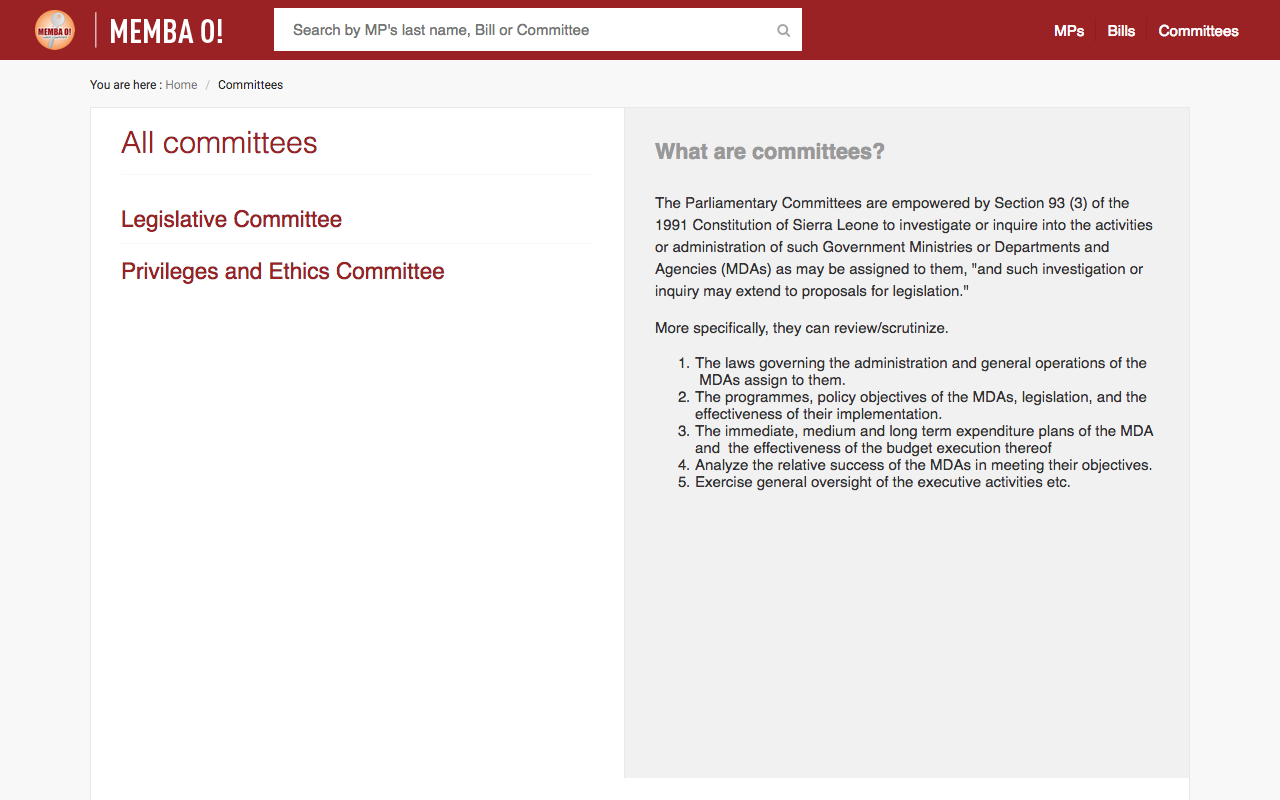 MEMBA O!
MEMBA O!
Search by MP's last name, Bill or Committee
MPs
Bills
Committees
You are here : Home / Committees
All committees
Legislative Committee
Privileges and Ethics Committee
What are committees?
The Parliamentary Committees are empowered by Section 93 (3) of the
1991 Constitution of Sierra Leone to investigate or inquire into the activities
or administration of such Government Ministries or Departments and
Agencies (MDAs) as may be assigned to them, "and such investigation or
inquiry may extend to proposals for legislation."
More specifically, they can review/scrutinize.
1. The laws governing the administration and general operations of the
MDAs assign to them.
2. The programmes, policy objectives of the MDAs, legislation, and the
effectiveness of their implementation.
3. The immediate, medium and long term expenditure plans of the MDA
and the effectiveness of the budget execution thereof
4. Analyze the relative success of the MDAs in meeting their objectives.
5. Exercise general oversight of the executive activities etc.